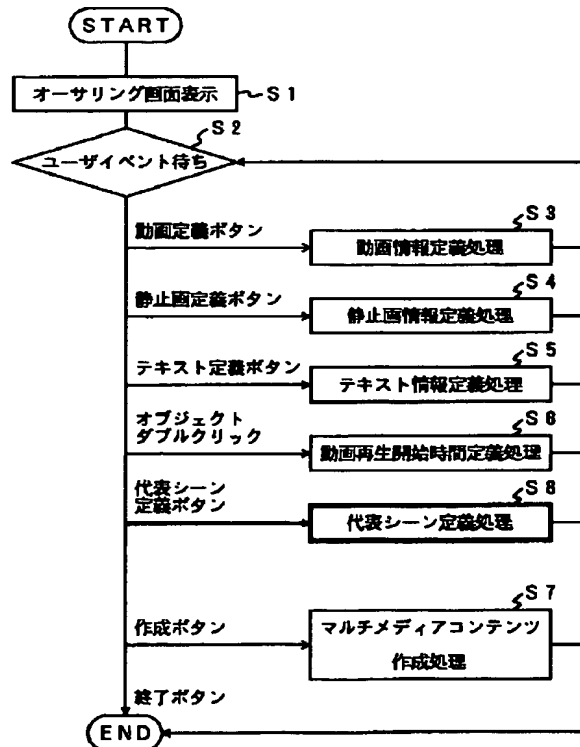 START
オーサリング画面表示
S1
S2
ユーザイベント待ち
動画定義ボタン
S3
動画情報定義処理
静止画定義ボタン
S4
静止画情報定義処理
テキスト定義ボタン
S5
テキスト情報定義処理
オブジェクト
ダブルクリック
S6
動画再生開始時間定義処理
代表シーン
定義ボタン
S8
代表シーン定義処理
作成ボタン
S7
マルチメディアコンテンツ
作成処理
終了ボタン
END